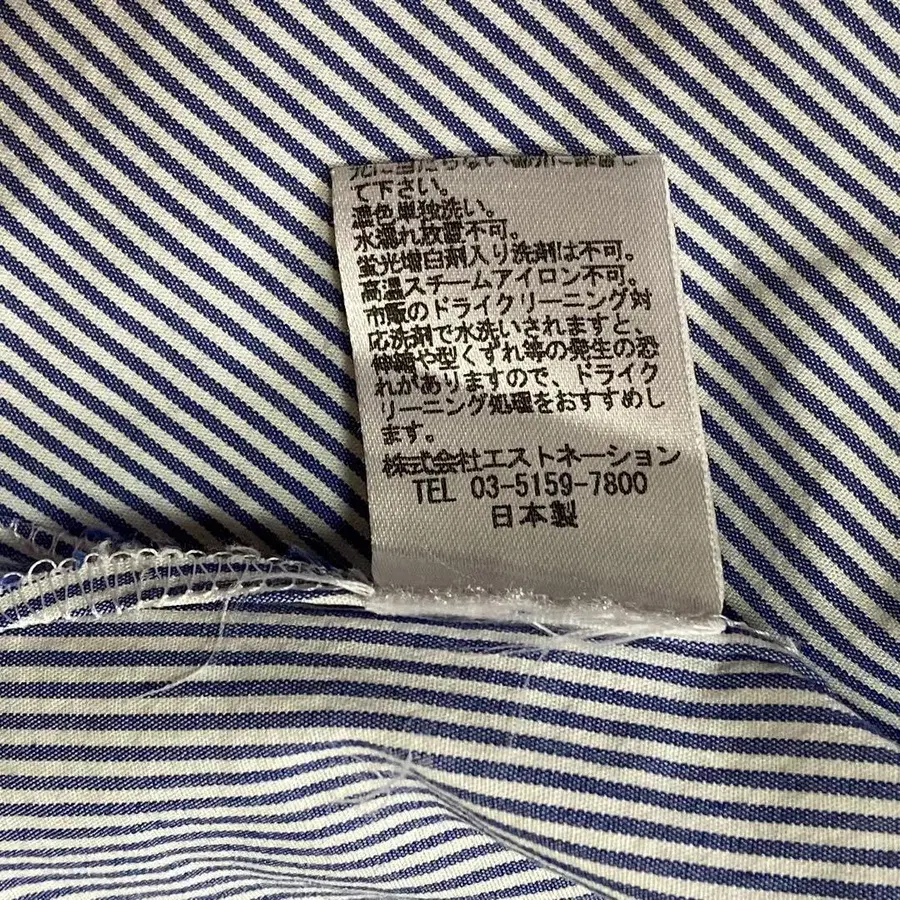 て下さい。
濃色単独洗い。
水濡れ放置不可。
蛍光増白剤入り洗剤は不可。
高温スチームアイロン不可。
市販のドライクリーニング対
応洗剤で水洗いされますと、
伸縮や型くずれ等の発生の恐
れがありますので、ドライク
リーニング処理をおすすめし
ます。
株式会社エストネーション
TEL 03-5159-7800
日本製